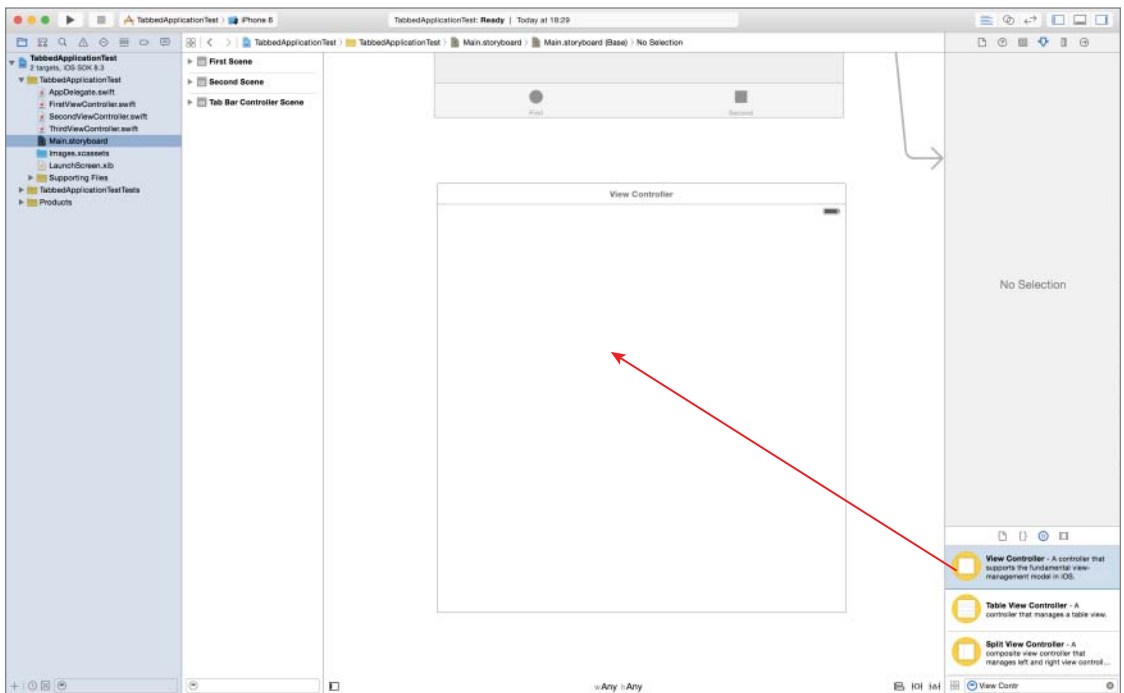 TabbedApplicationTest › iPhone 6
TabbedApplicationTest: Ready | Today at 18:29
TabbedApplicationTest › TabbedApplicationTest › Main.storyboard › Main.storyboard (Base) › No Selection
TabbedApplicationTest
2 targets, iOS SDK 8.3
TabbedApplicationTest
AppDelegate.swift
FirstViewController.swift
SecondViewController.swift
ThirdViewController.swift
Main.storyboard
Images.xcassets
LaunchScreen.xib
Supporting Files
TabbedApplicationTestTests
Products
First Scene
Second Scene
Tab Bar Controller Scene
First
Second
View Controller
No Selection
View Controller - A controller that
supports the fundamental view-
management model in iOS.
Table View Controller - A
controller that manages a table view.
Split View Controller - A
composite view controller that
manages left and right view controll...
wAny hAny
View Contr